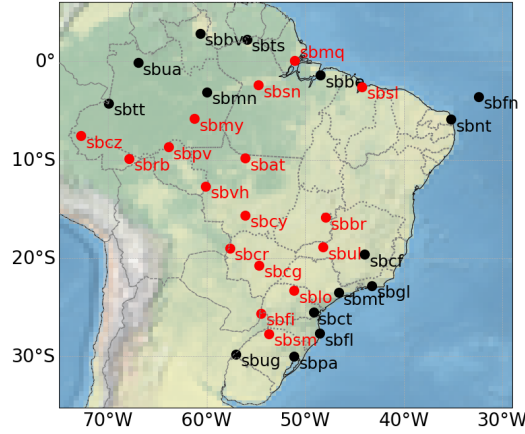 sbbv
sbts
sbmq
0°
sbua
sbbe
sbsn
sbsl
sbmn
sbfn
sbtt
sbmy
sbnt
sbcz
sbpv
10°S
sbrb
sbat
sbvh
sbcy
sbbr
20°S
sbcr
sbul
sbcf
sbcg
sblo
sbmt
sbgl
sbfi
sbct
sbsm
sbfl
30°S
sbug
sbpa
70°W 60°W 50°W 40°W 30°W